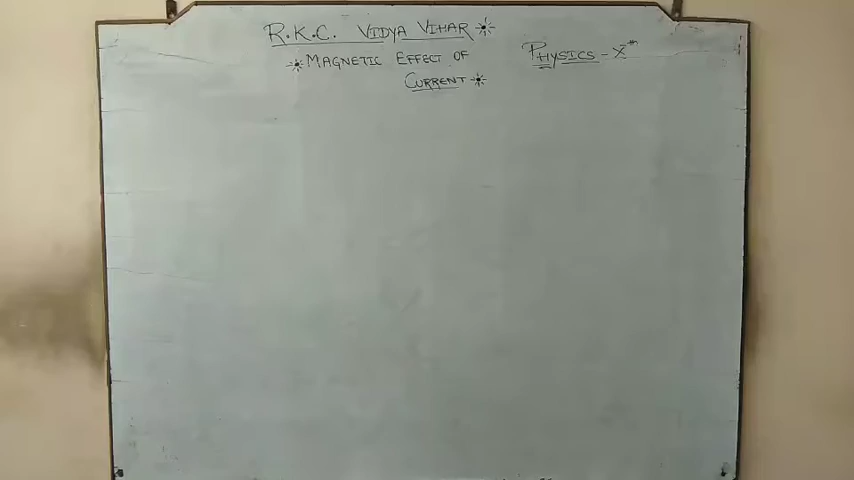 R.K.C. VIDYA VIHAR
MAGNETIC EFFECT OF
CURRENT
PHYSICS - X